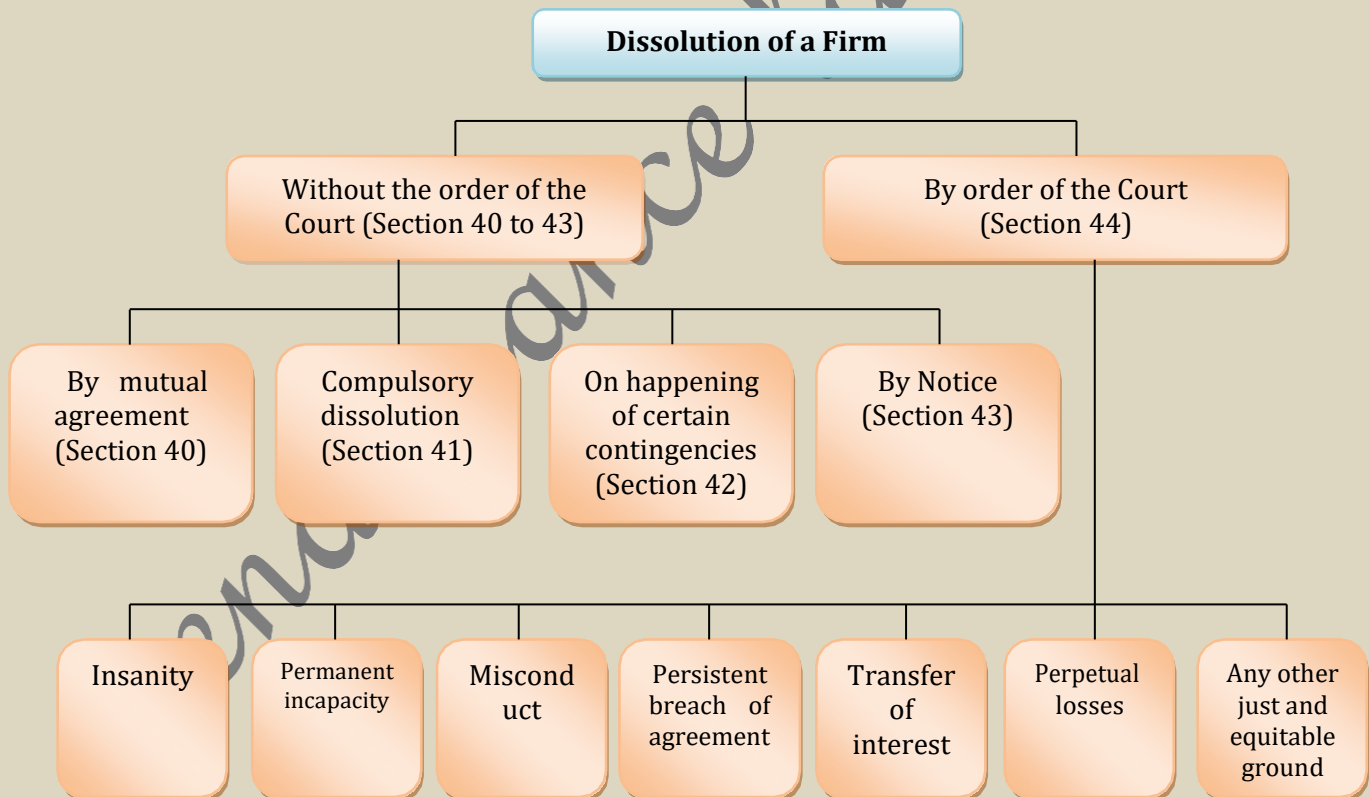 Dissolution of a Firm
Without the order of the
Court (Section 40 to 43)
By order of the Court
(Section 44)
By mutual
agreement
(Section 40)
Compulsory
dissolution
(Section 41)
On happening
of certain
contingencies
(Section 42)
By Notice
(Section 43)
Insanity
Permanent
incapacity
Miscond
uct
Persistent
breach of
agreement
Transfer
of
interest
Perpetual
losses
Any other
just and
equitable
ground